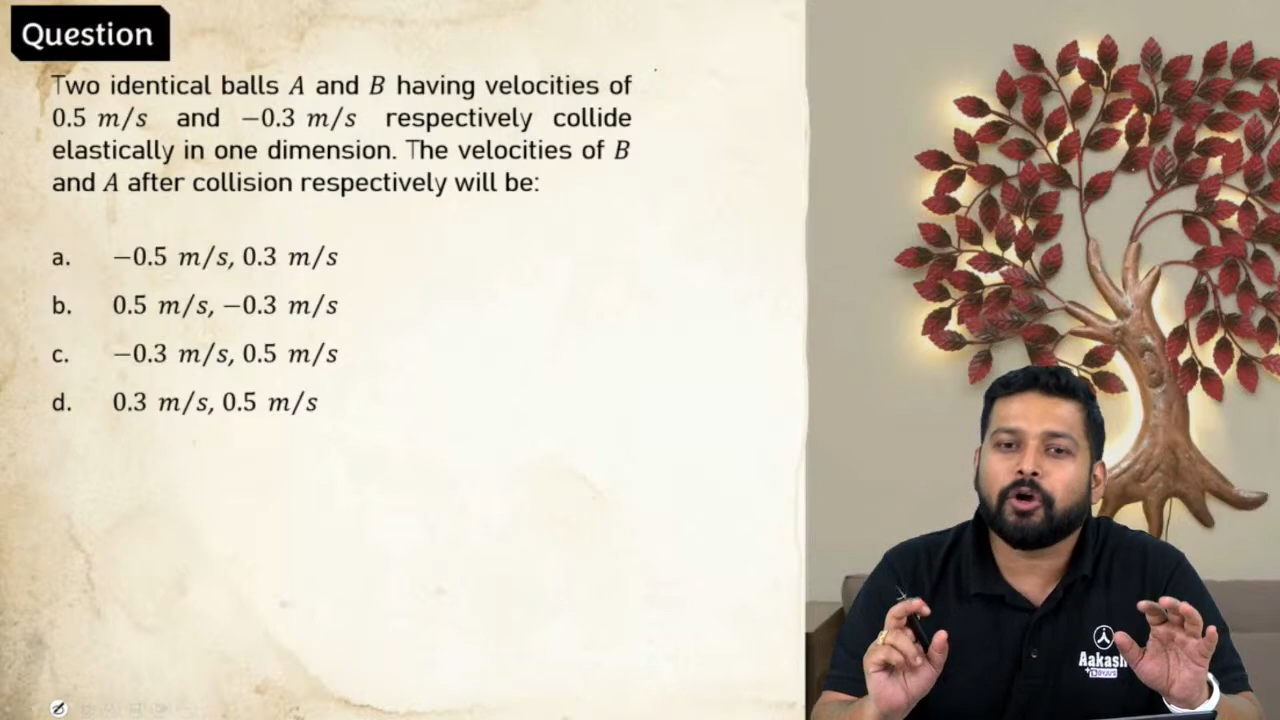 Question
Two identical balls A and B having velocities of
0.5 m/s and −0.3 m/s respectively collide
elastically in one dimension. The velocities of B
and A after collision respectively will be:
a. −0.5 m/s, 0.3 m/s
b. 0.5 m/s, −0.3 m/s
c. −0.3 m/s, 0.5 m/s
d. 0.3 m/s, 0.5 m/s
Aakash
BYJU'S